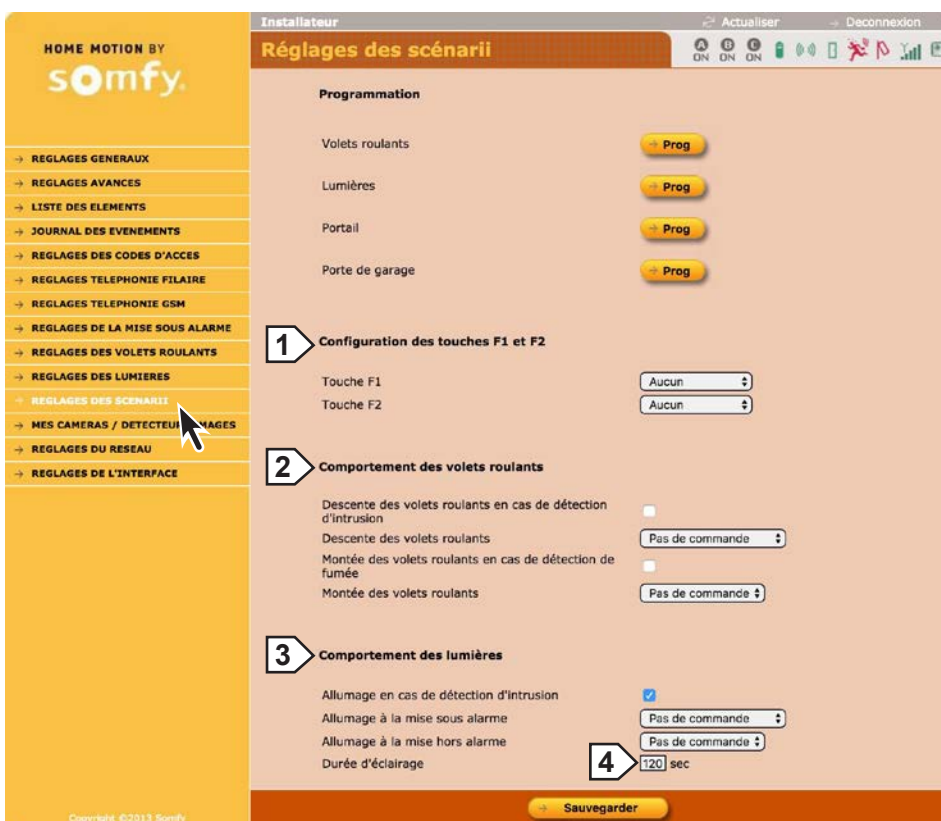 Installateur
Actualiser
Deconnexion
HOME MOTION BY
somfy.
Réglages des scénarii
A ON
B ON
C ON
REGLAGES GENERAUX
REGLAGES AVANCES
LISTE DES ELEMENTS
JOURNAL DES EVENEMENTS
REGLAGES DES CODES D'ACCES
REGLAGES TELEPHONIE FILAIRE
REGLAGES TELEPHONIE GSM
REGLAGES DE LA MISE SOUS ALARME
REGLAGES DES VOLETS ROULANTS
REGLAGES DES LUMIERES
REGLAGES DES SCENARII
MES CAMERAS / DETECTEUR
REGLAGES DU RESEAU
REGLAGES DE L'INTERFACE
Copyright ©2013 Somfy
Programmation
Volets roulants Prog
Lumières Prog
Portail Prog
Porte de garage Prog
1 Configuration des touches F1 et F2
Touche F1 Aucun
Touche F2 Aucun
2 Comportement des volets roulants
Descente des volets roulants en cas de détection
d'intrusion
Descente des volets roulants Pas de commande
Montée des volets roulants en cas de détection de
fumée
Montée des volets roulants Pas de commande
3 Comportement des lumières
Allumage en cas de détection d'intrusion
Allumage à la mise sous alarme Pas de commande
Allumage à la mise hors alarme Pas de commande
Durée d'éclairage 4 120 sec
Sauvegarder